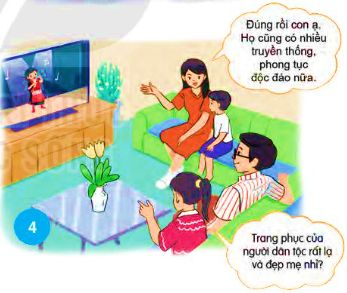 Đúng rồi con ạ.
Họ cũng có nhiều
truyền thống,
phong tục
độc đáo nữa.
4
Trang phục của
người dân tộc rất lạ
và đẹp mẹ nhỉ?